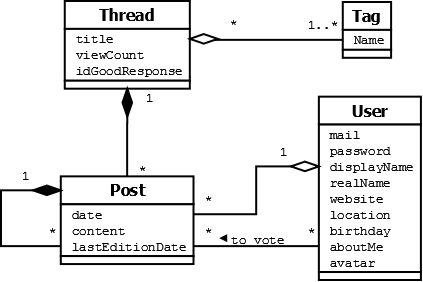 Thread
title
viewCount
idGoodResponse
*
1..*
Tag
Name
1
*
Post
date
content
lastEditionDate
1
*
User
mail
password
displayName
realName
website
location
birthday
aboutMe
avatar
1
*
*
to vote
*